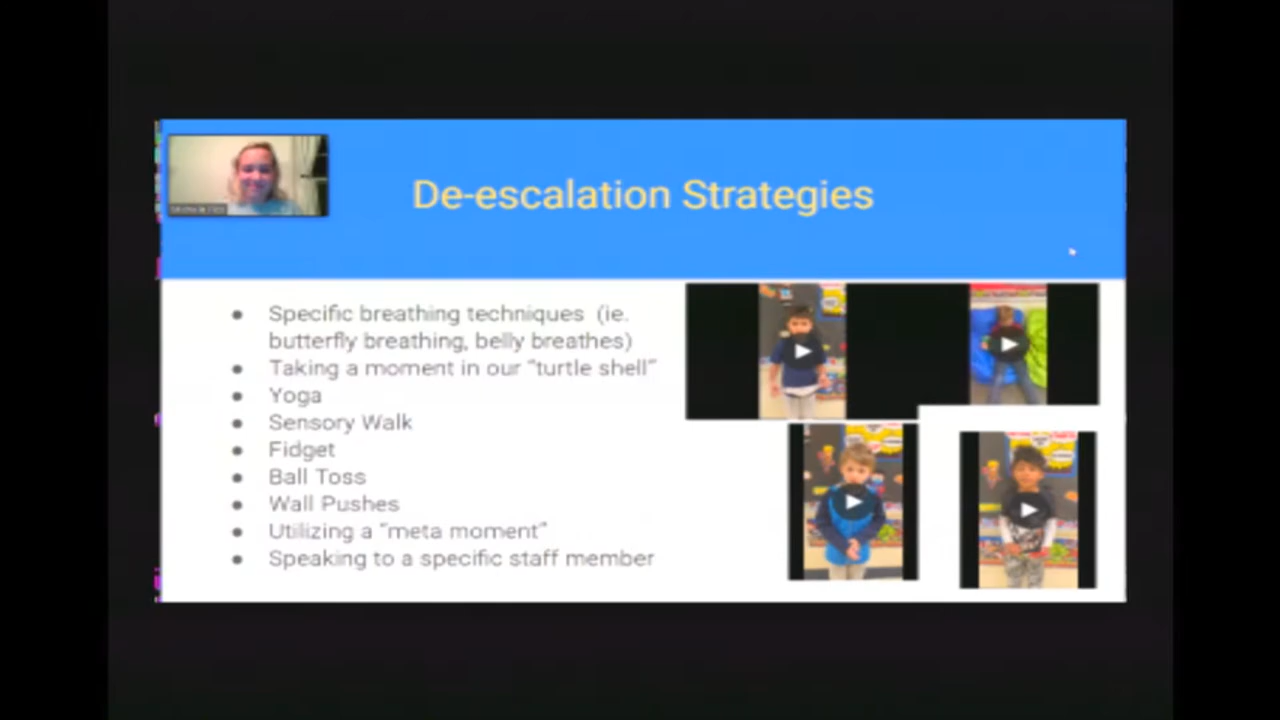 De-escalation Strategies
● Specific breathing techniques (ie.
butterfly breathing, belly breathes)
● Taking a moment in our “turtle shell”
● Yoga
● Sensory Walk
● Fidget
● Ball Toss
● Wall Pushes
● Utilizing a “meta moment”
● Speaking to a specific staff member